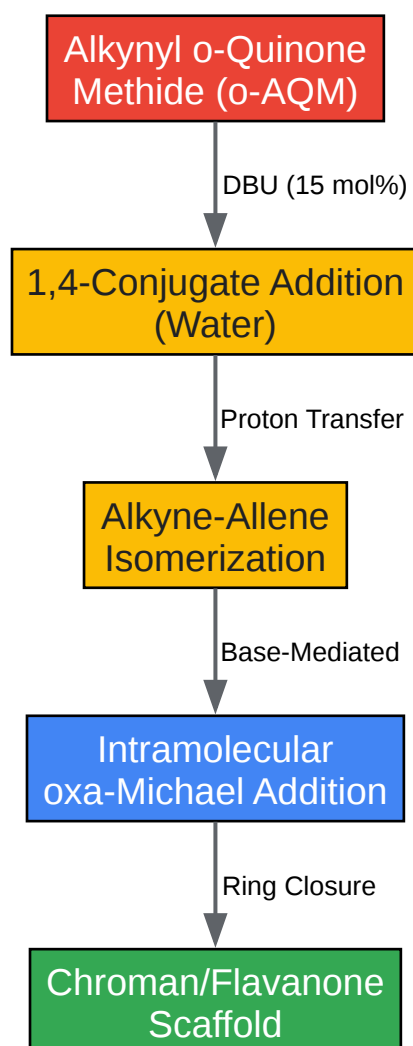 Alkynyl o-Quinone
Methide (o-AQM)
DBU (15 mol%)
1,4-Conjugate Addition
(Water)
Proton Transfer
Alkyne-Allene
Isomerization
Base-Mediated
Intramolecular
oxa-Michael Addition
Ring Closure
Chroman/Flavanone
Scaffold